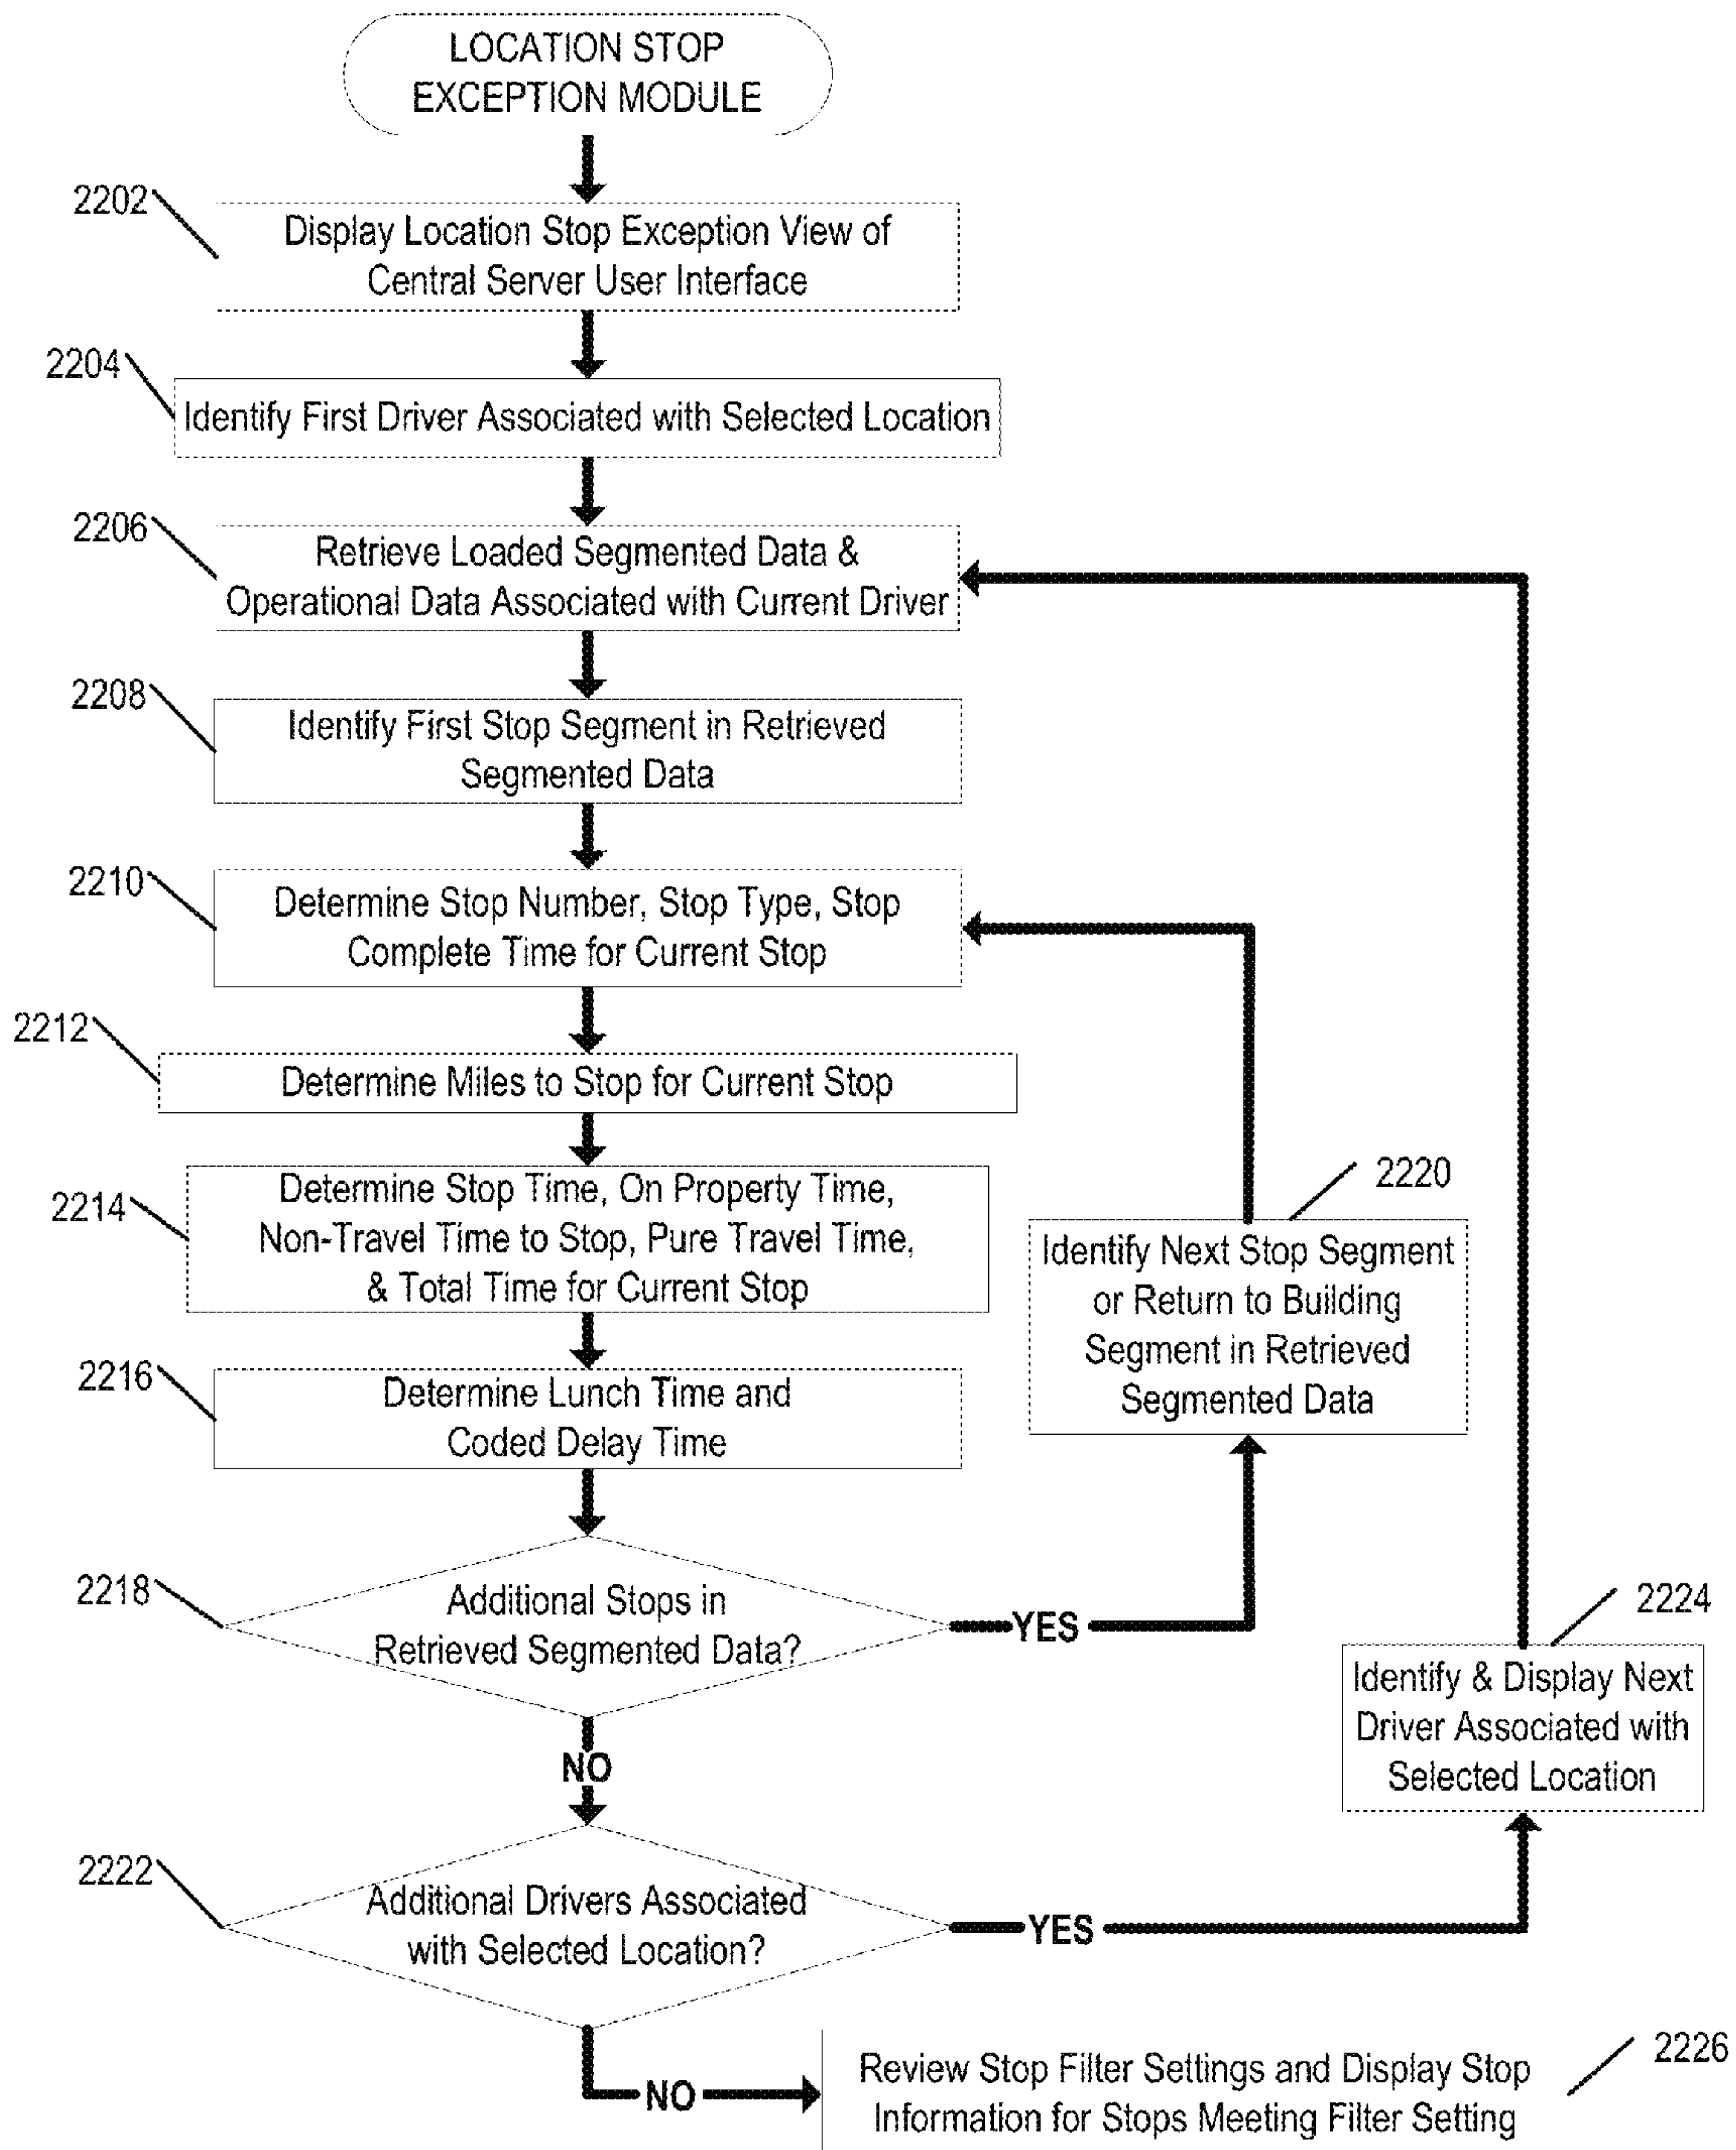 LOCATION STOP
EXCEPTION MODULE
2202
Display Location Stop Exception View of
Central Server User Interface
2204
Identify First Driver Associated with Selected Location
2206
Retrieve Loaded Segmented Data &
Operational Data Associated with Current Driver
2208
Identify First Stop Segment in Retrieved
Segmented Data
2210
Determine Stop Number, Stop Type, Stop
Complete Time for Current Stop
2212
Determine Miles to Stop for Current Stop
2214
Determine Stop Time, On Property Time,
Non-Travel Time to Stop, Pure Travel Time,
& Total Time for Current Stop
2216
Determine Lunch Time and
Coded Delay Time
2218
Additional Stops in
Retrieved Segmented Data?
YES
2220
Identify Next Stop Segment
or Return to Building
Segment in Retrieved
Segmented Data
NO
2222
Additional Drivers Associated
with Selected Location?
YES
2224
Identify & Display Next
Driver Associated with
Selected Location
NO
2226
Review Stop Filter Settings and Display Stop
Information for Stops Meeting Filter Setting